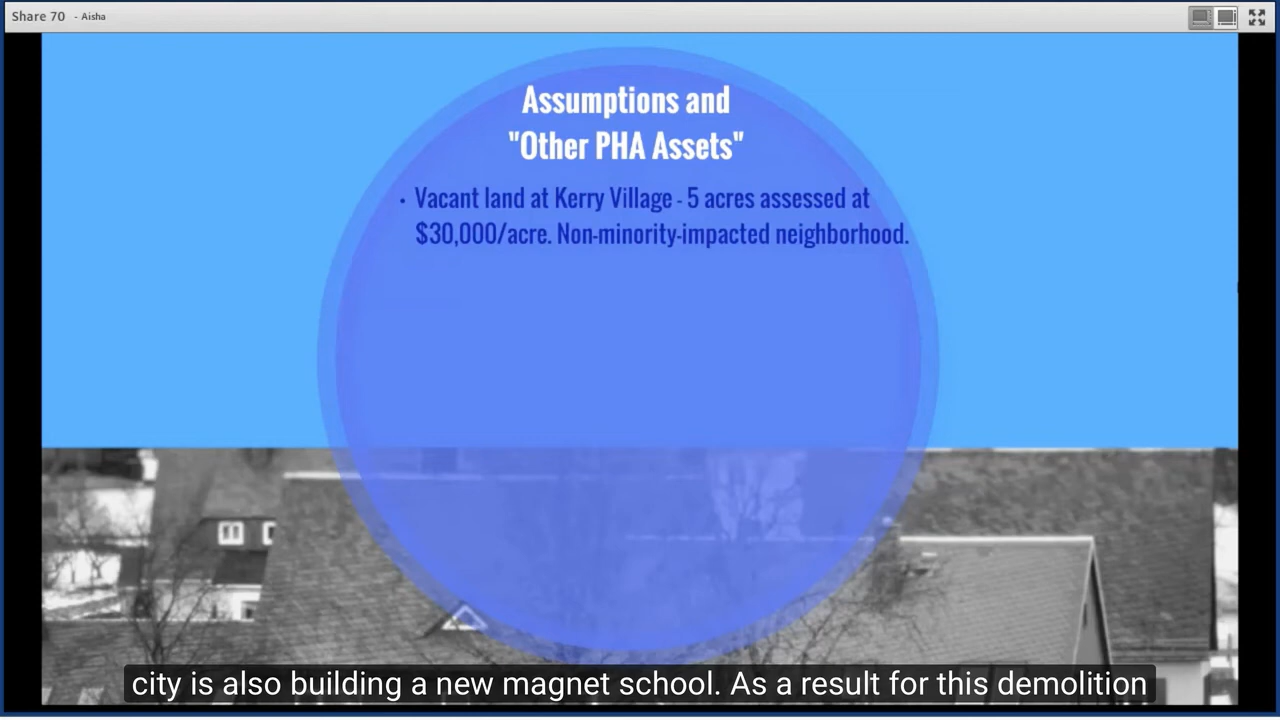 Share 70 - Aisha
Assumptions and
"Other PHA Assets"
• Vacant land at Kerry Village - 5 acres assessed at
$30,000/acre. Non-minority-impacted neighborhood.
city is also building a new magnet school. As a result for this demolition